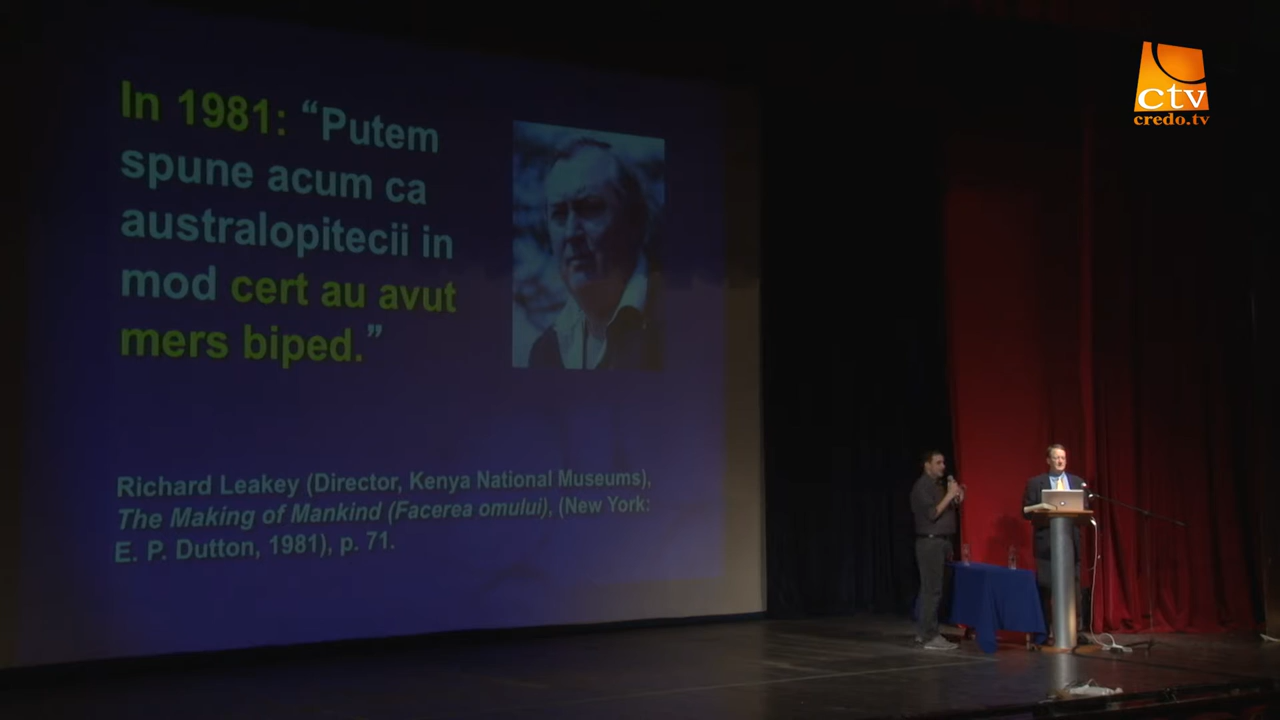 In 1981: “Putem
spune acum ca
australopitecii in
mod cert au avut
mers biped.”
Richard Leakey (Director, Kenya National Museums),
The Making of Mankind (Facerea omului), (New York:
E. P. Dutton, 1981), p. 71.
ctv
credo.tv